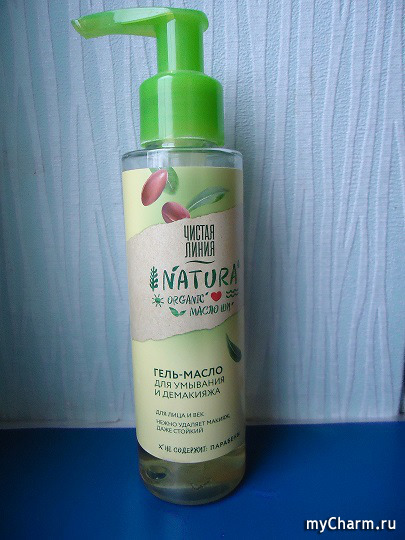 ЧИСТАЯ
ЛИНИЯ
NATURA
ORGANIC
МАСЛО ШИ
ГЕЛЬ-МАСЛО
ДЛЯ УМЫВАНИЯ
И ДЕМАКИЯЖА
ДЛЯ ЛИЦА И ВЕК
НЕЖНО УДАЛЯЕТ МАКИЯЖ,
ДАЖЕ СТОЙКИЙ
НЕ СОДЕРЖИТ: ПАРАБЕНЫ
myCharm.ru